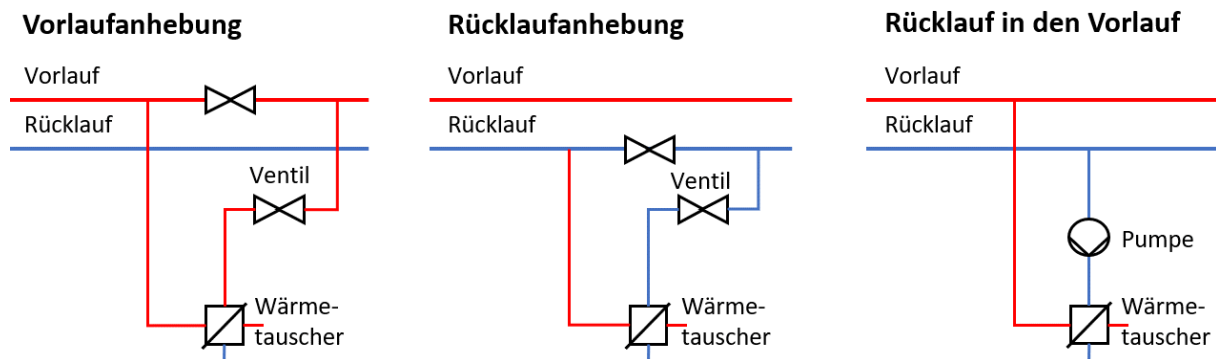 Vorlaufanhebung
Vorlauf
Rücklauf
Ventil
Wärme-
tauscher
Rücklaufanhebung
Vorlauf
Rücklauf
Ventil
Wärme-
tauscher
Rücklauf in den Vorlauf
Vorlauf
Rücklauf
Pumpe
Wärme-
tauscher